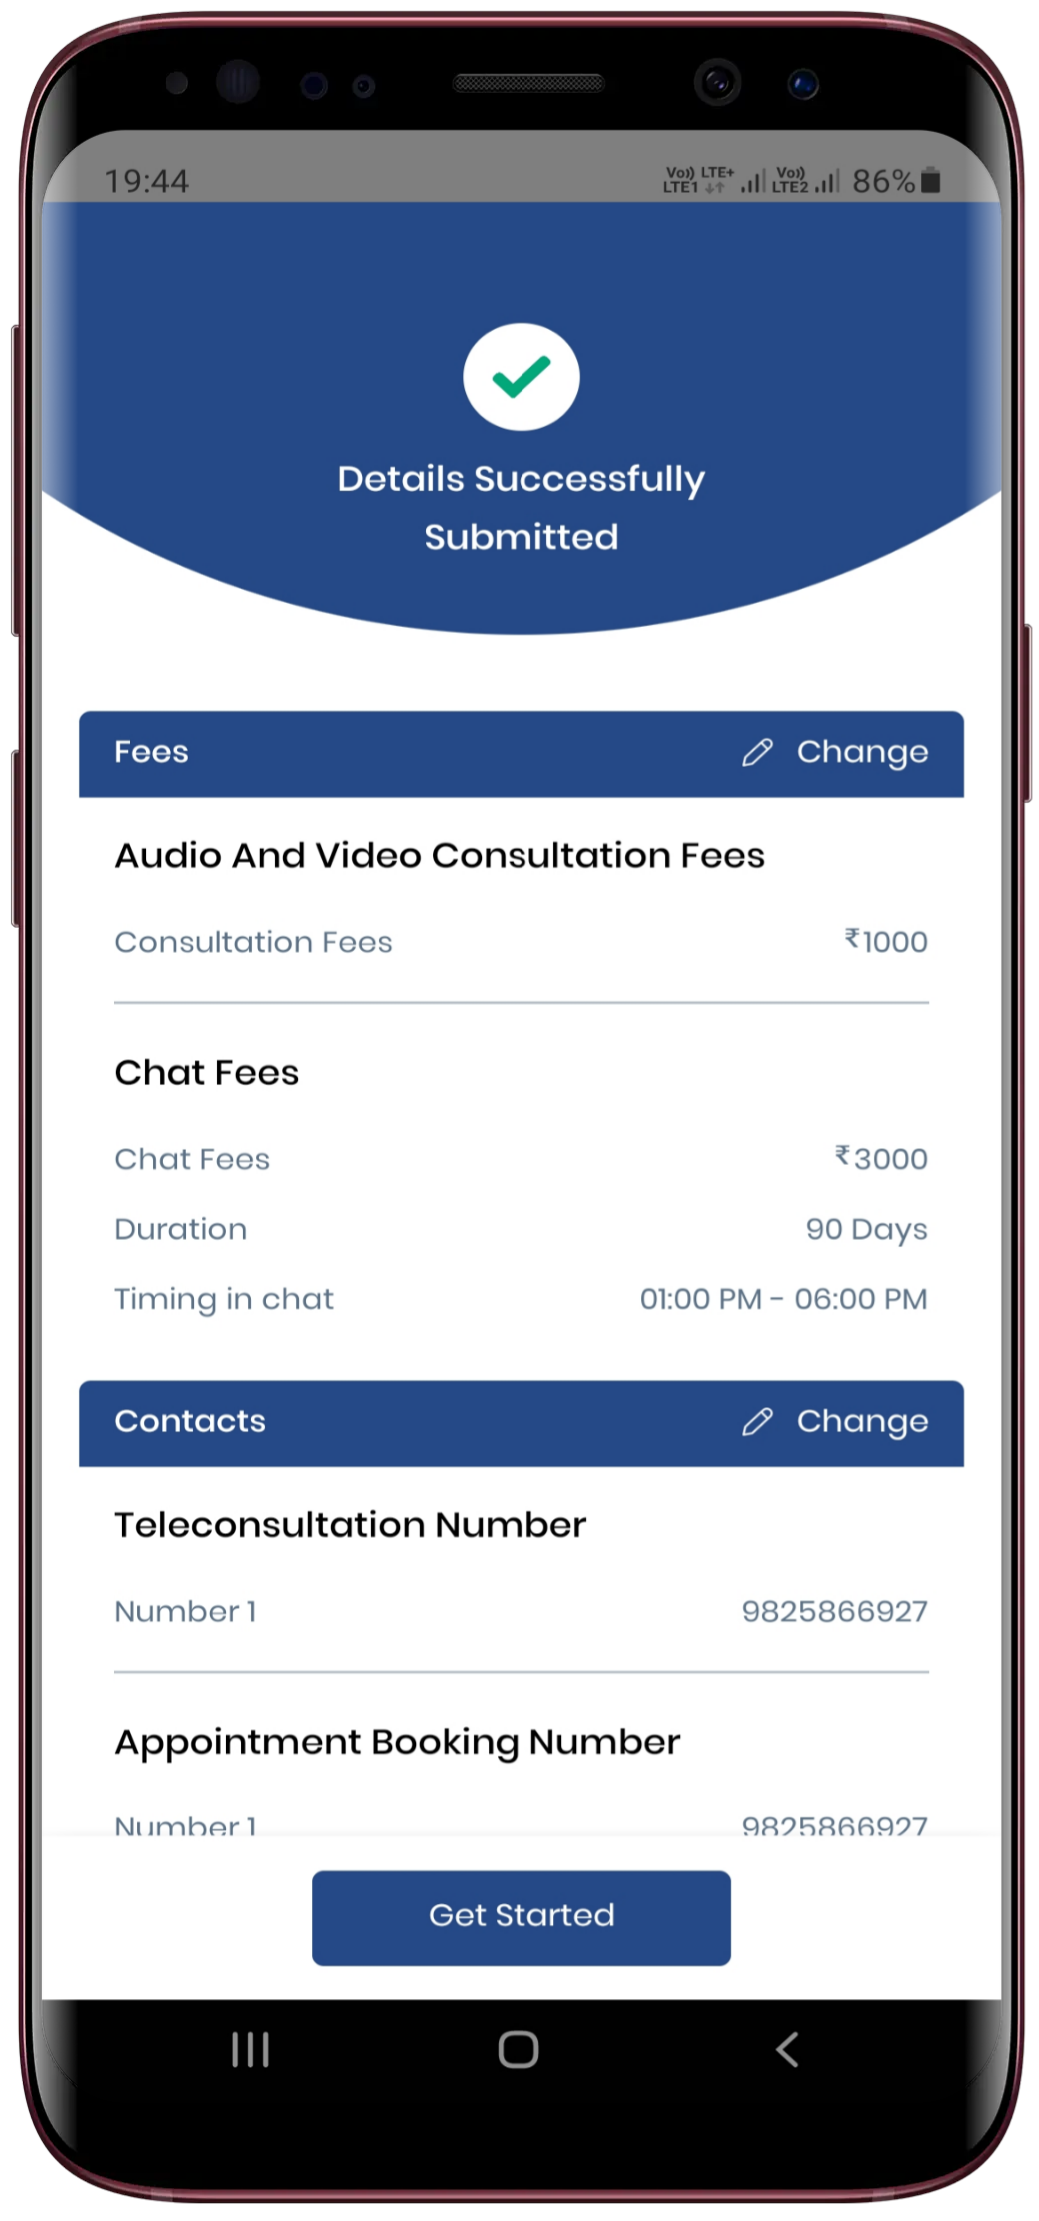 19:44
Vo)) LTE+
LTE1
Vo))
LTE2
86%
Details Successfully
Submitted
Fees
Change
Audio And Video Consultation Fees
Consultation Fees ₹1000
Chat Fees
Chat Fees ₹3000
Duration 90 Days
Timing in chat 01:00 PM - 06:00 PM
Contacts
Change
Teleconsultation Number
Number 1 9825866927
Appointment Booking Number
Number 1 9825866927
Get Started